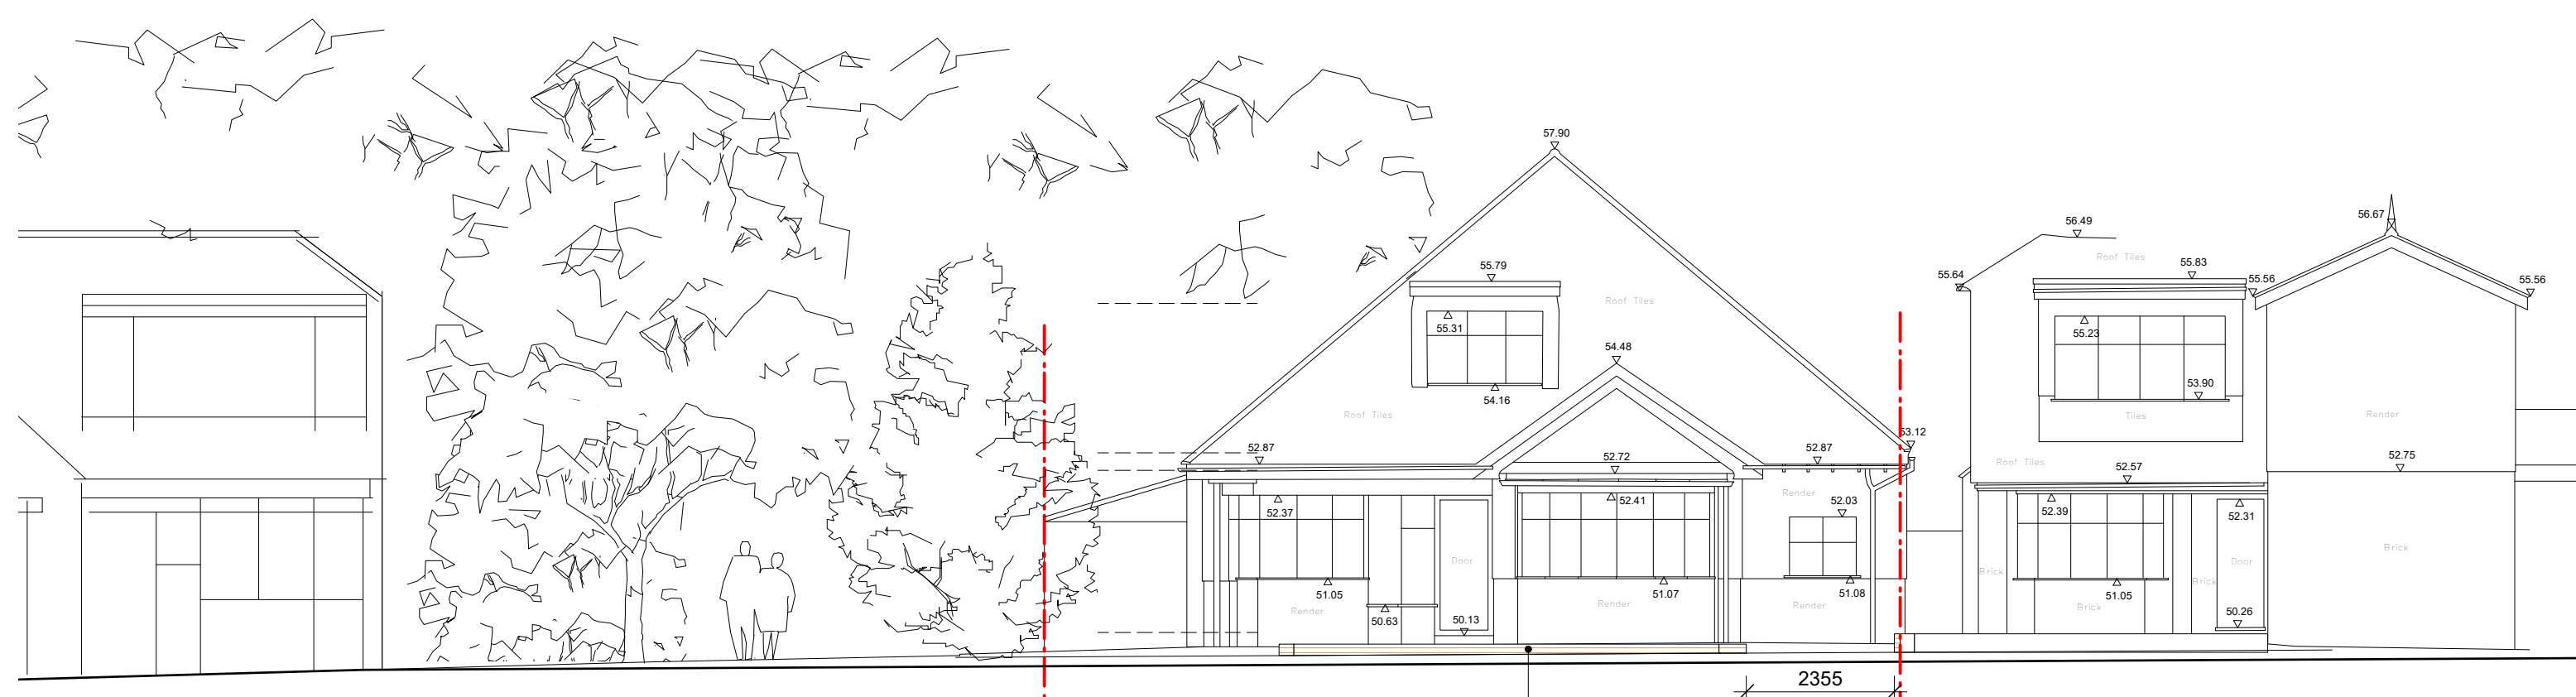 57.90
56.49
56.67
55.64
Roof Tiles
55.83
55.56
55.56
55.79
Roof Tiles
55.31
55.23
54.48
54.16
53.90
Roof Tiles
Tiles
Render
52.87
52.72
52.87
53.12
Roof Tiles
52.57
52.75
52.37
52.41
Render
52.03
52.39
52.31
Door
Brick
Brick
Brick
Door
Brick
51.05
51.07
51.08
51.05
Render
Render
Render
50.63
50.13
50.26
2355